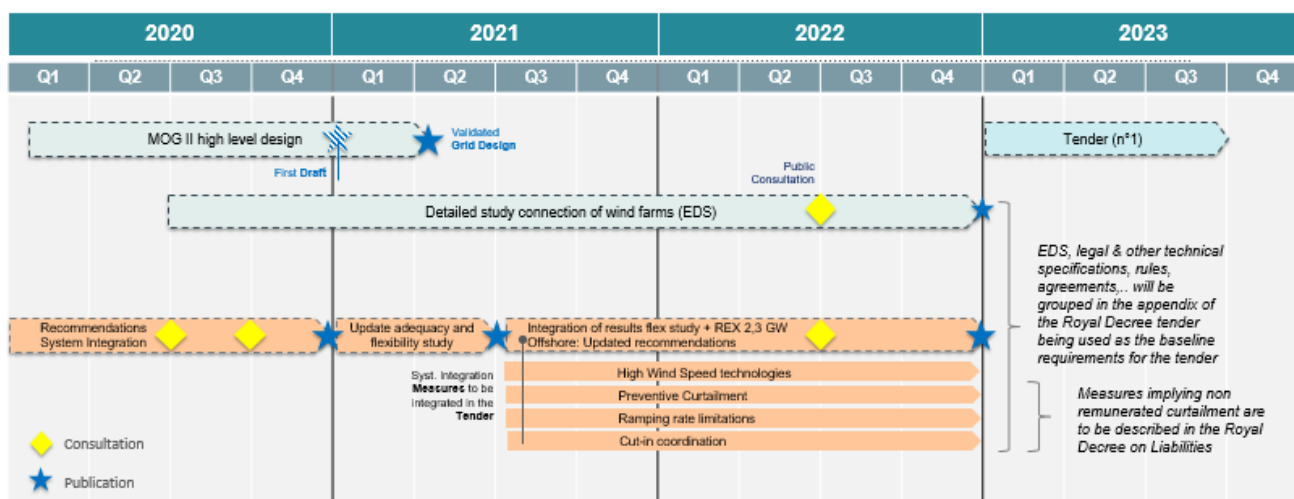 2020
2021
2022
2023
Q1
Q2
Q3
Q4
Q1
Q2
Q3
Q4
Q1
Q2
Q3
Q4
Q1
Q2
Q3
Q4
MOG II high level design
Validated
Grid Design
First Draft
Tender (n°1)
Public
Consultation
Detailed study connection of wind farms (EDS)
EDS, legal & other technical
specifications, rules,
agreements,.. will be
grouped in the appendix of
the Royal Decree tender
being used as the baseline
requirements for the tender
Recommendations
System Integration
Update adequacy and
flexibility study
Integration of results flex study + REX 2,3 GW
Offshore: Updated recommendations
Syst. Integration
Measures to be
integrated in the
Tender
High Wind Speed technologies
Preventive Curtailment
Ramping rate limitations
Cut-in coordination
Measures implying non
remunerated curtailment are
to be described in the Royal
Decree on Liabilities
Consultation
Publication